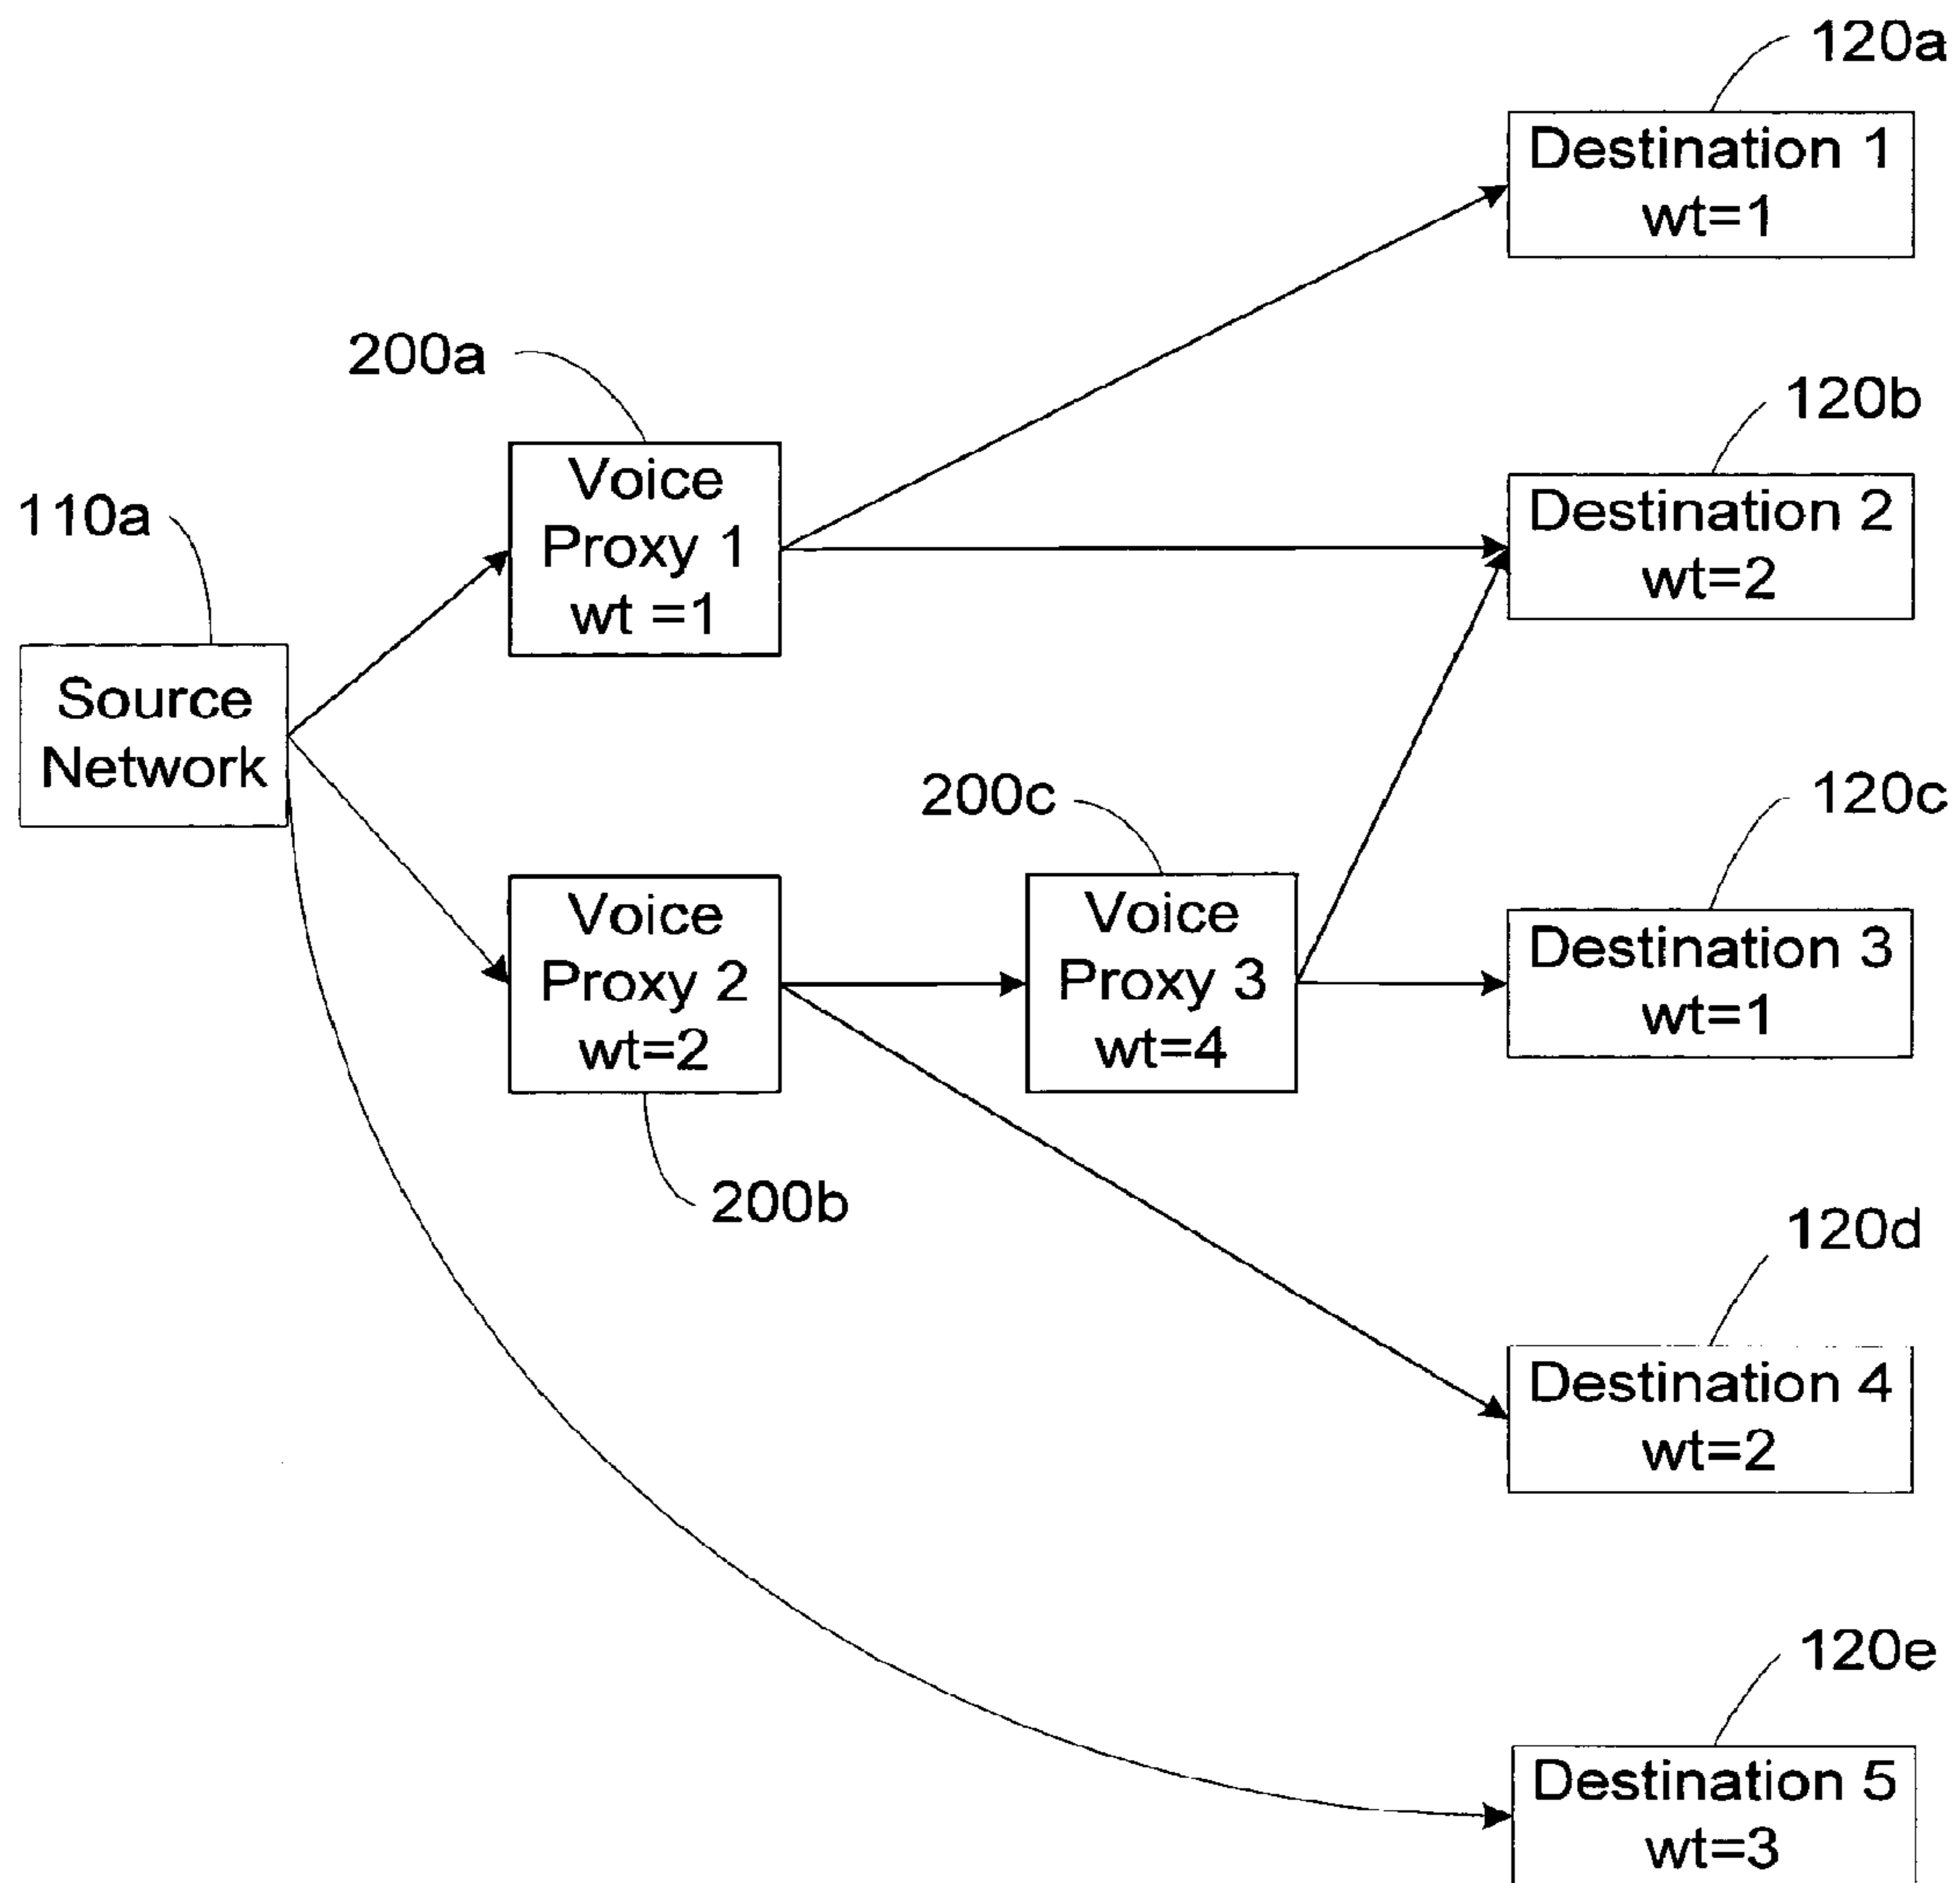 120a
Destination 1
wt=1
200a
120b
Voice
Proxy 1
wt =1
Destination 2
wt=2
110a
Source
Network
200c
120c
Voice
Proxy 2
wt=2
Voice
Proxy 3
wt=4
Destination 3
wt=1
200b
120d
Destination 4
wt=2
120e
Destination 5
wt=3